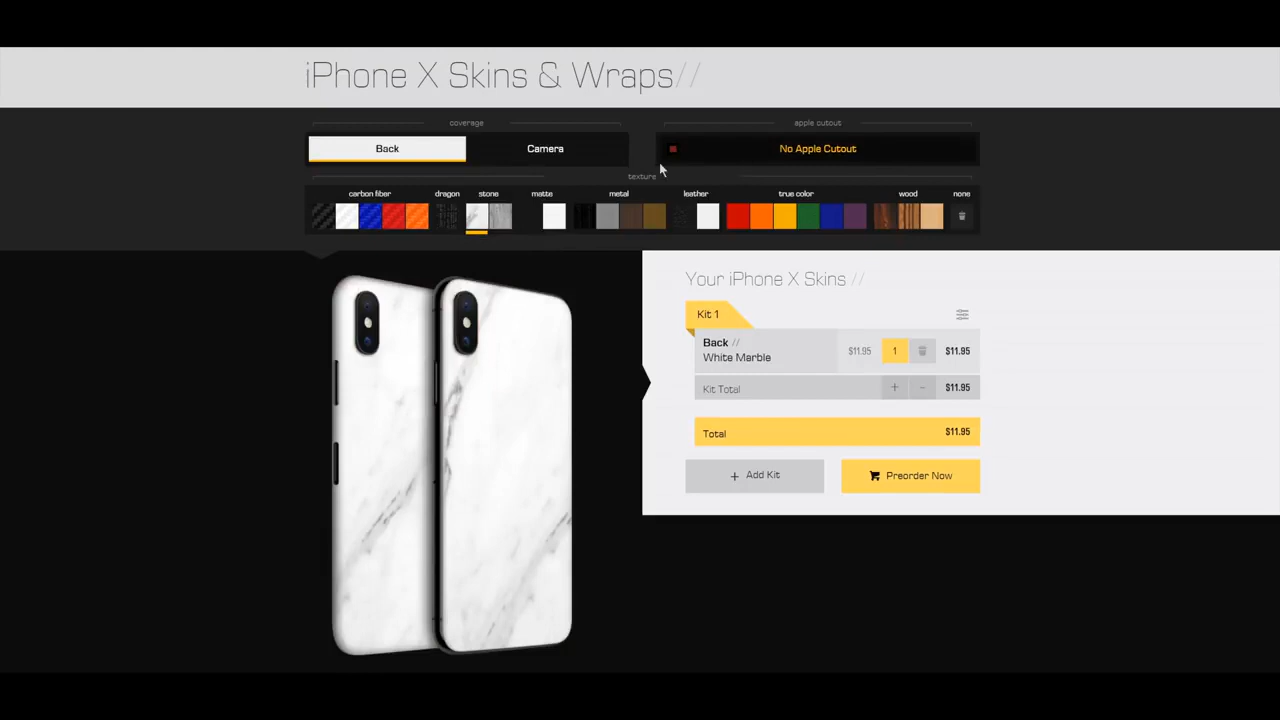 iPhone X Skins & Wraps//
coverage
apple cutout
Back
Camera
No Apple Cutout
texture
carbon fiber
dragon
stone
matte
metal
leather
true color
wood
none
Your iPhone X Skins //
Kit 1
Back //
White Marble
$11.95
1
$11.95
Kit Total
+
-
$11.95
Total
$11.95
+ Add Kit
Preorder Now